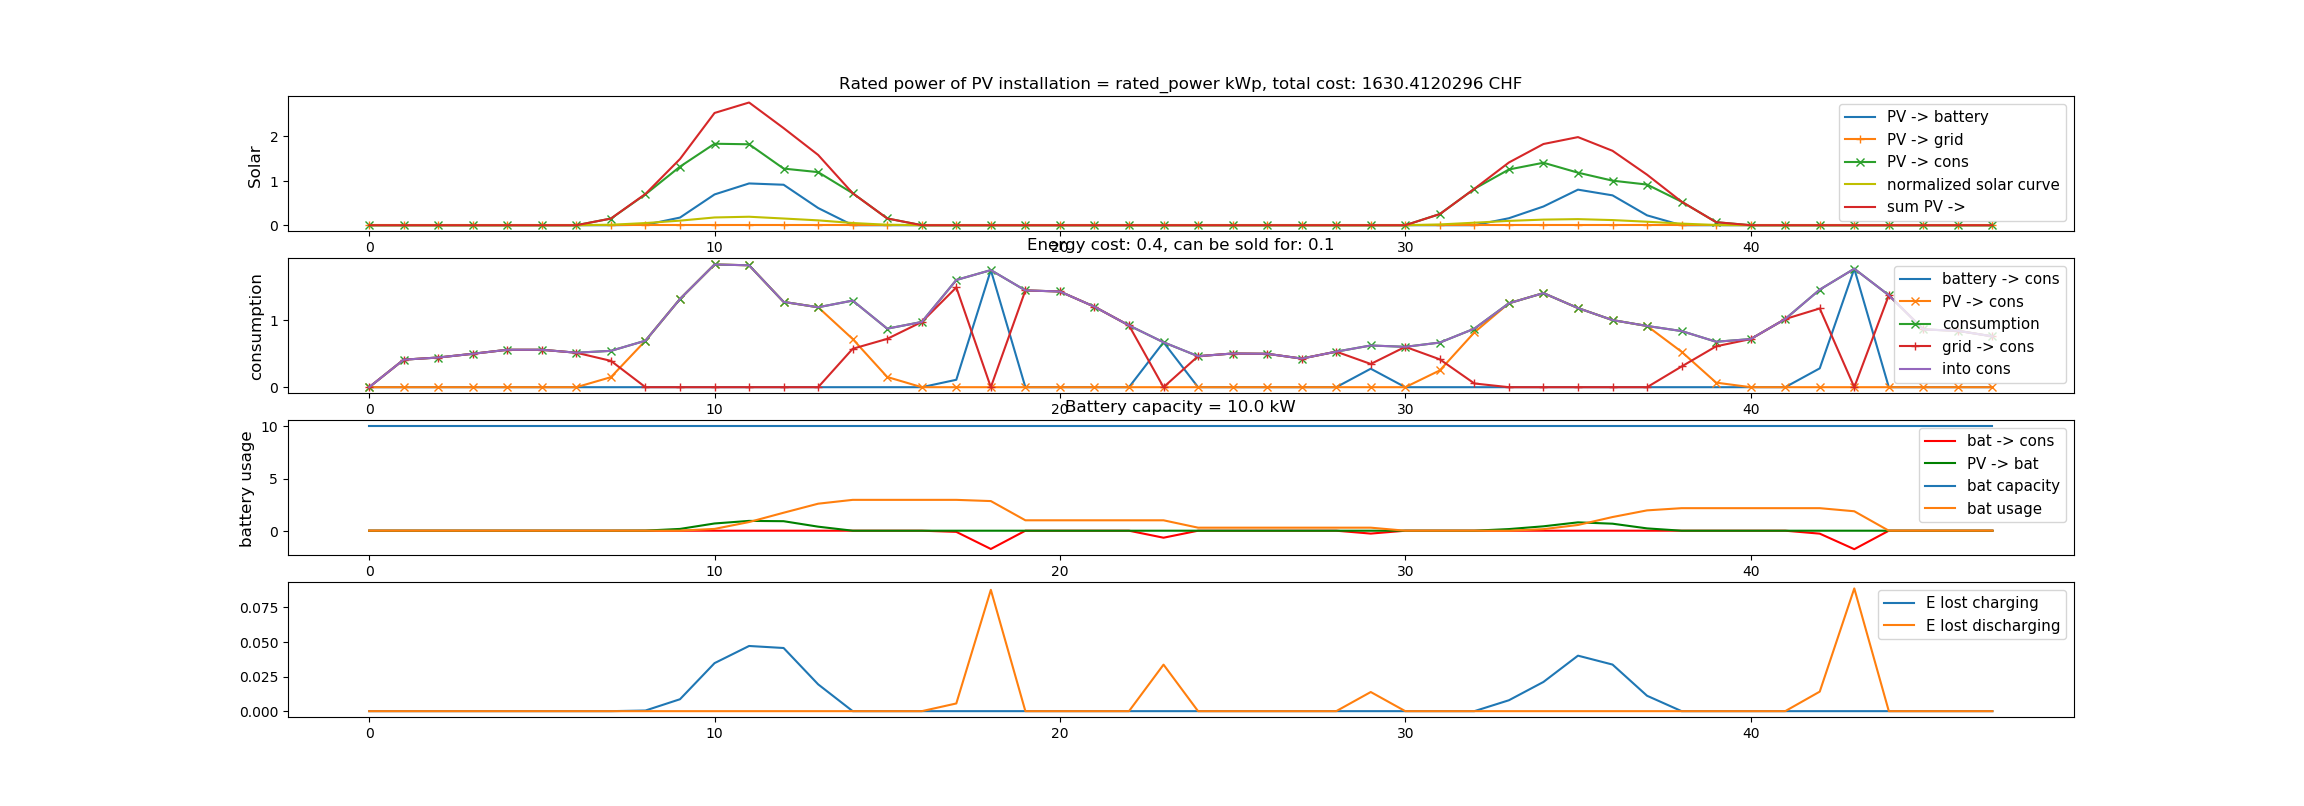 Rated power of PV installation = rated_power kWp, total cost: 1630.4120296 CHF
Solar
2
1
0
PV -> battery
PV -> grid
PV -> cons
normalized solar curve
sum PV ->
0 10 20 30 40
Energy cost: 0.4, can be sold for: 0.1
consumption
1
0
battery -> cons
PV -> cons
consumption
grid -> cons
into cons
0 10 20 30 40
Battery capacity = 10.0 kW
battery usage
10
5
0
bat -> cons
PV -> bat
bat capacity
bat usage
0 10 20 30 40
0.075
0.050
0.025
0.000
E lost charging
E lost discharging
0 10 20 30 40